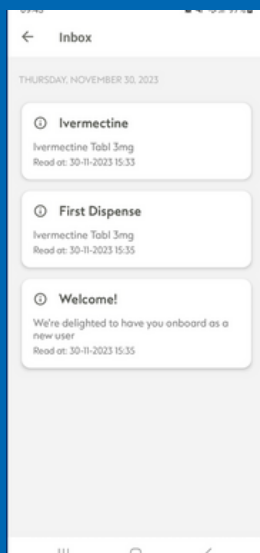 Inbox
THURSDAY, NOVEMBER 30, 2023
Ivermectine
Ivermectine Tabl 3mg
Read at: 30-11-2023 15:33
First Dispense
Ivermectine Tabl 3mg
Read at: 30-11-2023 15:35
Welcome!
We're delighted to have you onboard as a
new user
Read at: 30-11-2023 15:35